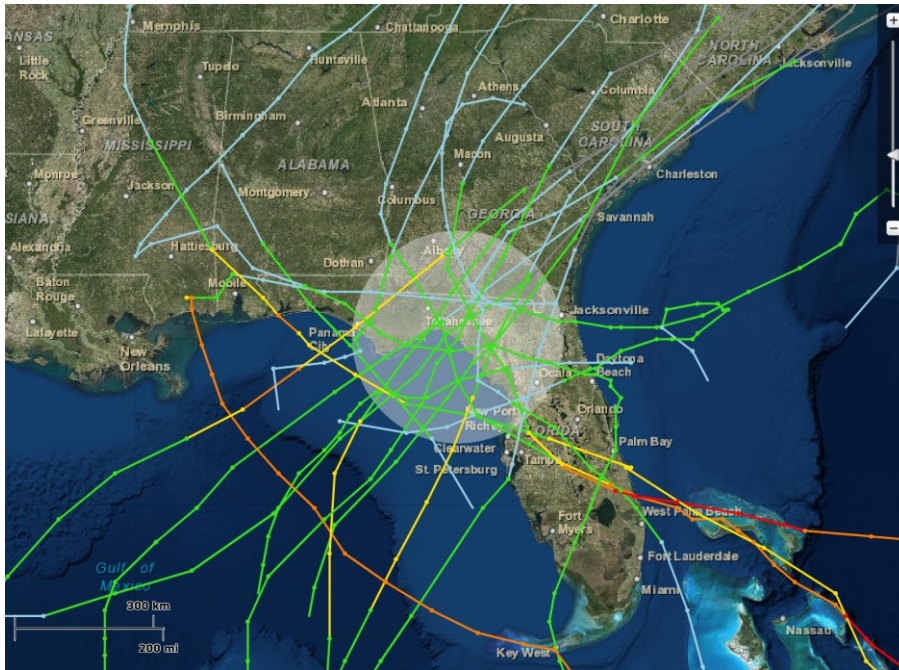 Memphis
Chattanooga
Charlotte
ANSAS
Little
Rock
Huntsville
NORTH
CAROLINA
Jacksonville
Tupelo
Athens
Atlanta
Columbia
Greenville
Birmingham
MISSISSIPPI
Augusta
SOUTH
CAROLINA
Macon
ALABAMA
Monroe
Charleston
Jackson
Montgomery
Columbus
GEORGIA
Savannah
SIANA
Alexandria
Hattiesburg
Albany
Dothan
Baton
Rouge
Mobile
Tallahassee
Jacksonville
Lafayette
Panama
City
New
Orleans
Daytona
Beach
Ocala
Orlando
New Port
Richey
LORIDA
Palm Bay
Clearwater
Tampa
St. Petersburg
West Palm Beach
Fort
Myers
Fort Lauderdale
Gulf of
Mexico
Miami
300 km
200 mi
Nassau
Key West
+
−